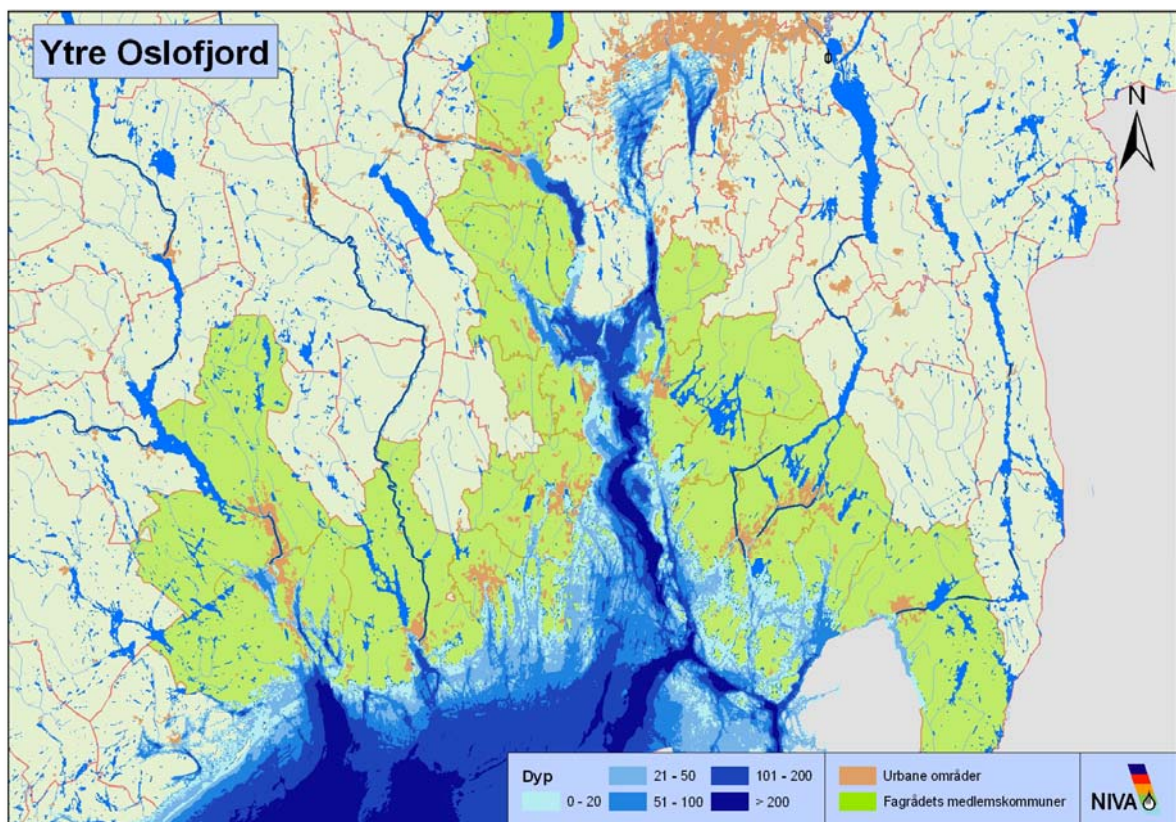 Ytre Oslofjord
N
Dyp
0 - 20
21 - 50
51 - 100
101 - 200
> 200
Urbane områder
Fagrådets medlemskommuner
NIVA